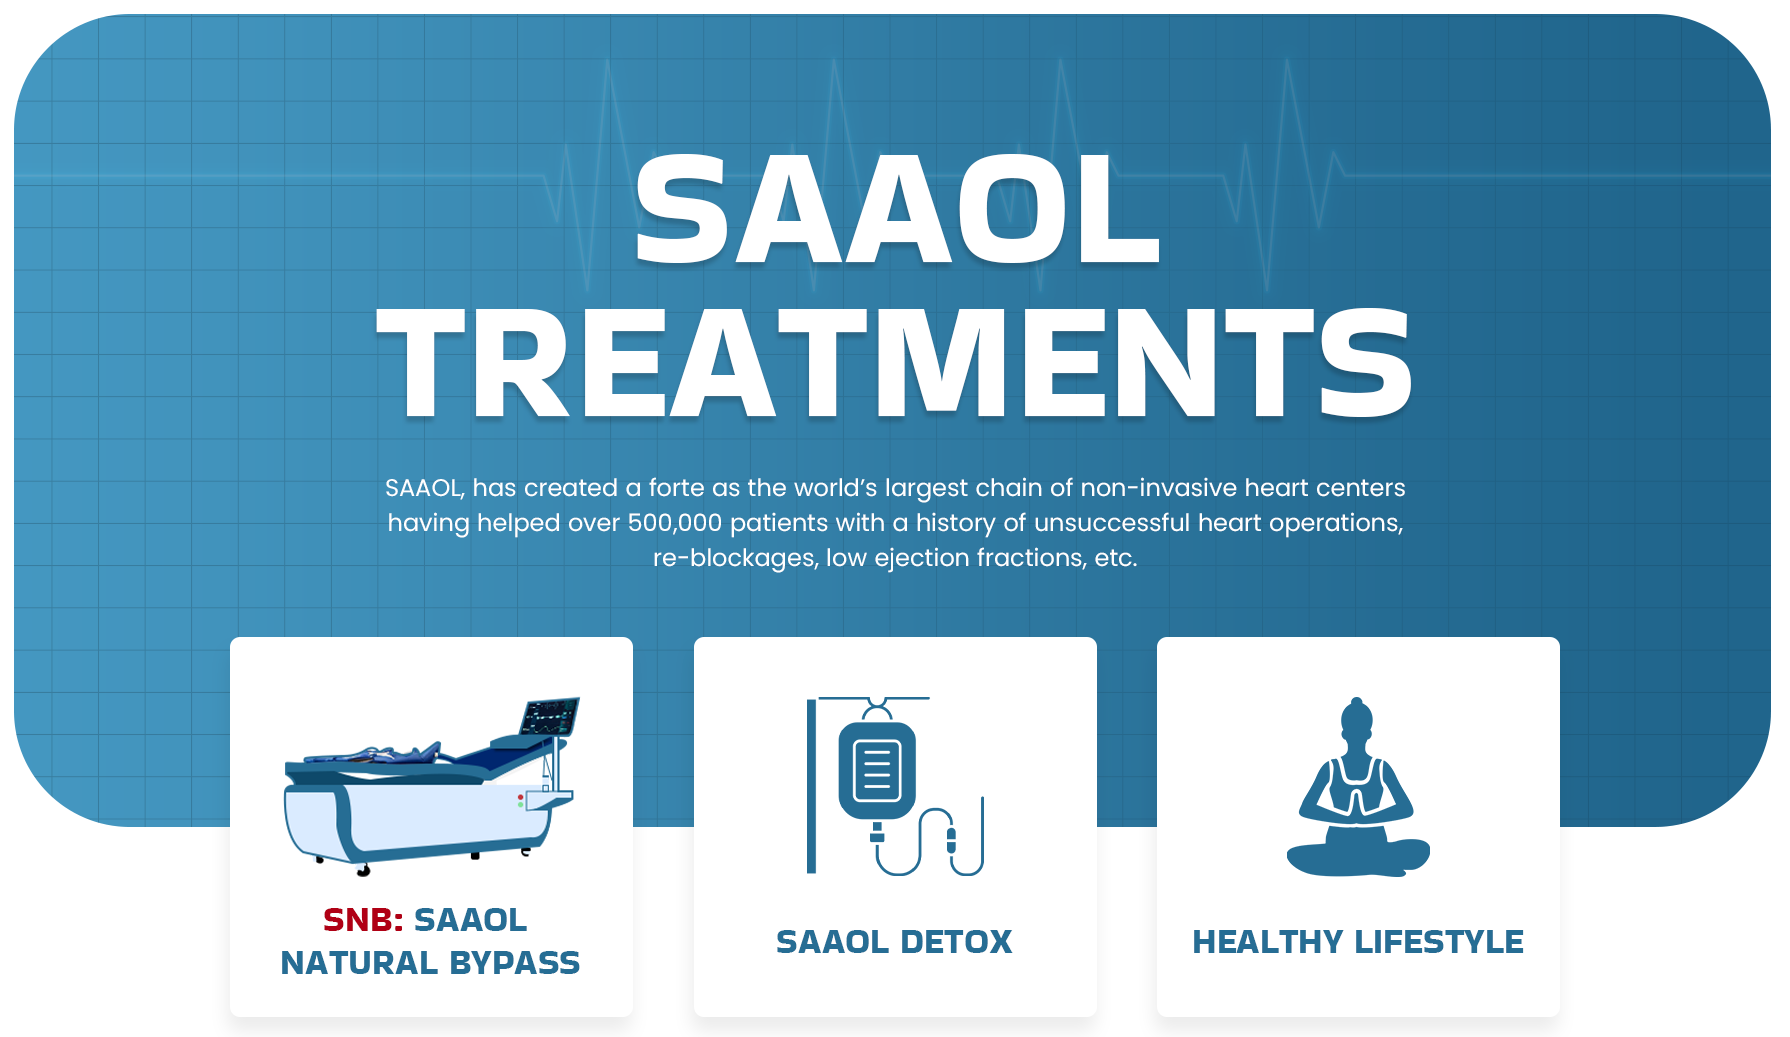 SAAOL
TREATMENTS
SAAOL, has created a forte as the world’s largest chain of non-invasive heart centers
having helped over 500,000 patients with a history of unsuccessful heart operations,
re-blockages, low ejection fractions, etc.
SNB: SAAOL
NATURAL BYPASS
SAAOL DETOX
HEALTHY LIFESTYLE